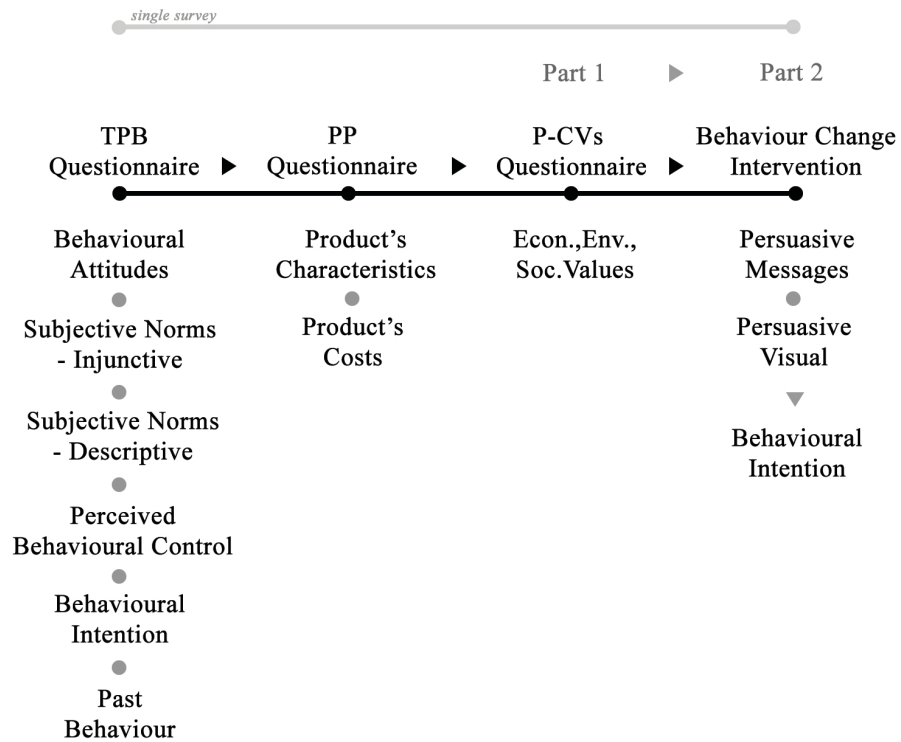 single survey
Part 1
Part 2
TPB
Questionnaire
PP
Questionnaire
P-CVs
Questionnaire
Behaviour Change
Intervention
Behavioural
Attitudes
Subjective Norms
- Injunctive
Subjective Norms
- Descriptive
Perceived
Behavioural Control
Behavioural
Intention
Past
Behaviour
Product's
Characteristics
Product's
Costs
Econ.,Env.,
Soc.Values
Persuasive
Messages
Persuasive
Visual
Behavioural
Intention